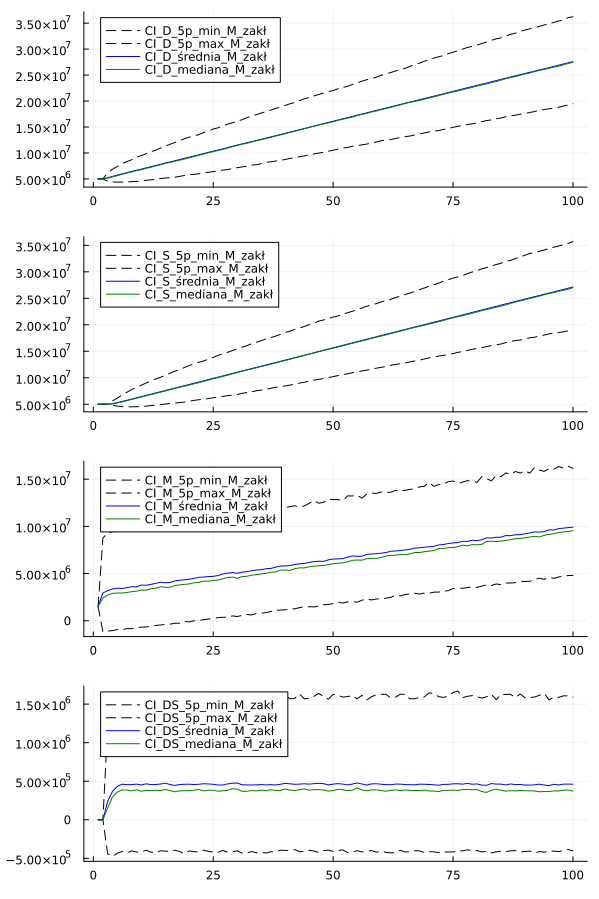 3.50×10⁷
3.00×10⁷
2.50×10⁷
2.00×10⁷
1.50×10⁷
1.00×10⁷
5.00×10⁶
CI_D_5p_min_M_zakł
CI_D_5p_max_M_zakł
CI_D_średnia_M_zakł
CI_D_mediana_M_zakł
0 25 50 75 100
3.50×10⁷
3.00×10⁷
2.50×10⁷
2.00×10⁷
1.50×10⁷
1.00×10⁷
5.00×10⁶
CI_S_5p_min_M_zakł
CI_S_5p_max_M_zakł
CI_S_średnia_M_zakł
CI_S_mediana_M_zakł
0 25 50 75 100
1.50×10⁷
1.00×10⁷
5.00×10⁶
0
CI_M_5p_min_M_zakł
CI_M_5p_max_M_zakł
CI_M_średnia_M_zakł
CI_M_mediana_M_zakł
0 25 50 75 100
1.50×10⁶
1.00×10⁶
5.00×10⁵
0
−5.00×10⁵
CI_DS_5p_min_M_zakł
CI_DS_5p_max_M_zakł
CI_DS_średnia_M_zakł
CI_DS_mediana_M_zakł
0 25 50 75 100